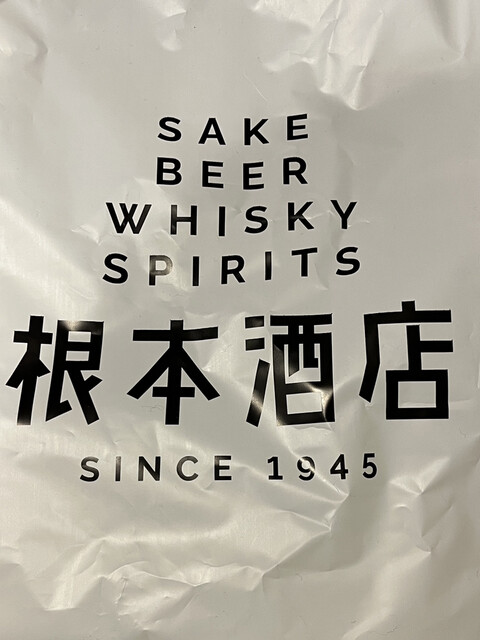 SAKE
BEER
WHISKY
SPIRITS
根本酒店
SINCE 1945